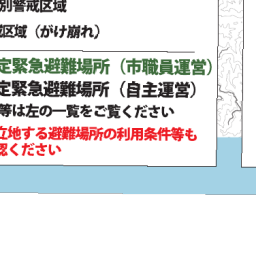 別警戒区域
区域（がけ崩れ）
定緊急避難場所（市職員運営）
定緊急避難場所（自主運営）
等は左の一覧をご覧ください
立地する避難場所の利用条件等も
認ください